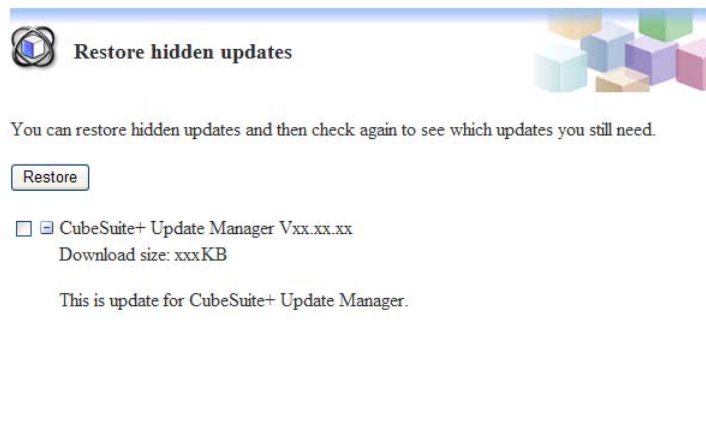 Restore hidden updates
You can restore hidden updates and then check again to see which updates you still need.
Restore
CubeSuite+ Update Manager Vxx.xx.xx
Download size: xxxKB
This is update for CubeSuite+ Update Manager.